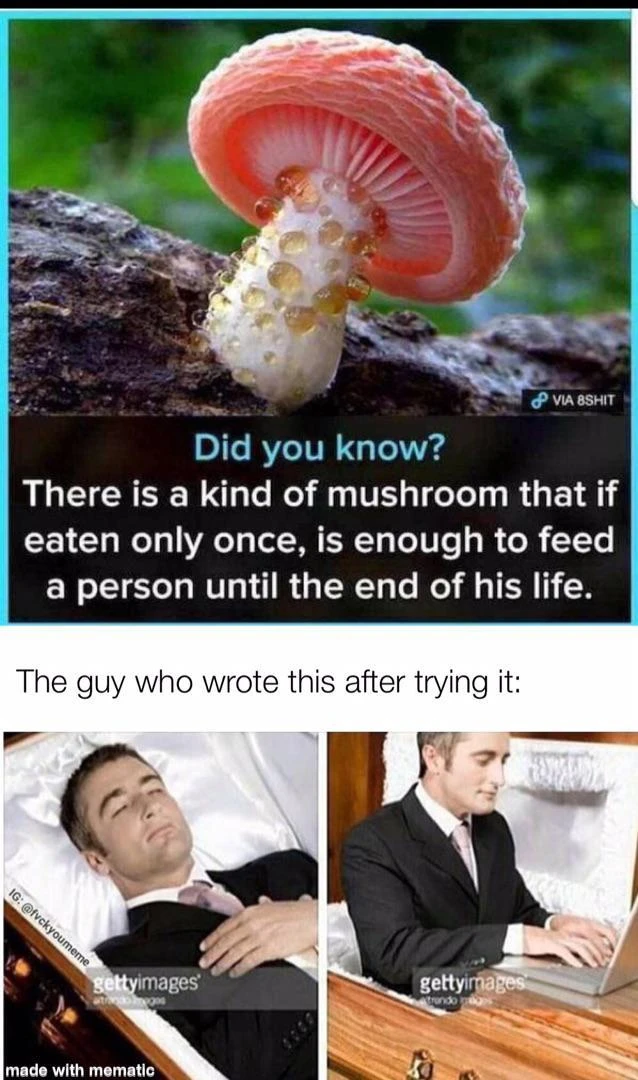 VIA 8SHIT
Did you know?
There is a kind of mushroom that if
eaten only once, is enough to feed
a person until the end of his life.
The guy who wrote this after trying it:
IG: @fvckyoumeme
gettyimages®
gettyimages®
made with mematic